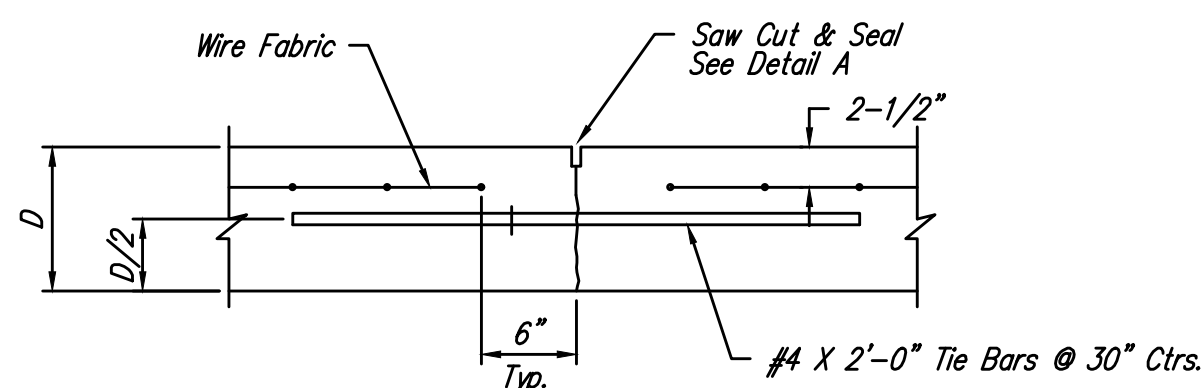 Wire Fabric
Saw Cut & Seal
See Detail A
2-1/2"
D
D/2
6"
Typ.
#4 X 2'-0" Tie Bars @ 30" Ctrs.